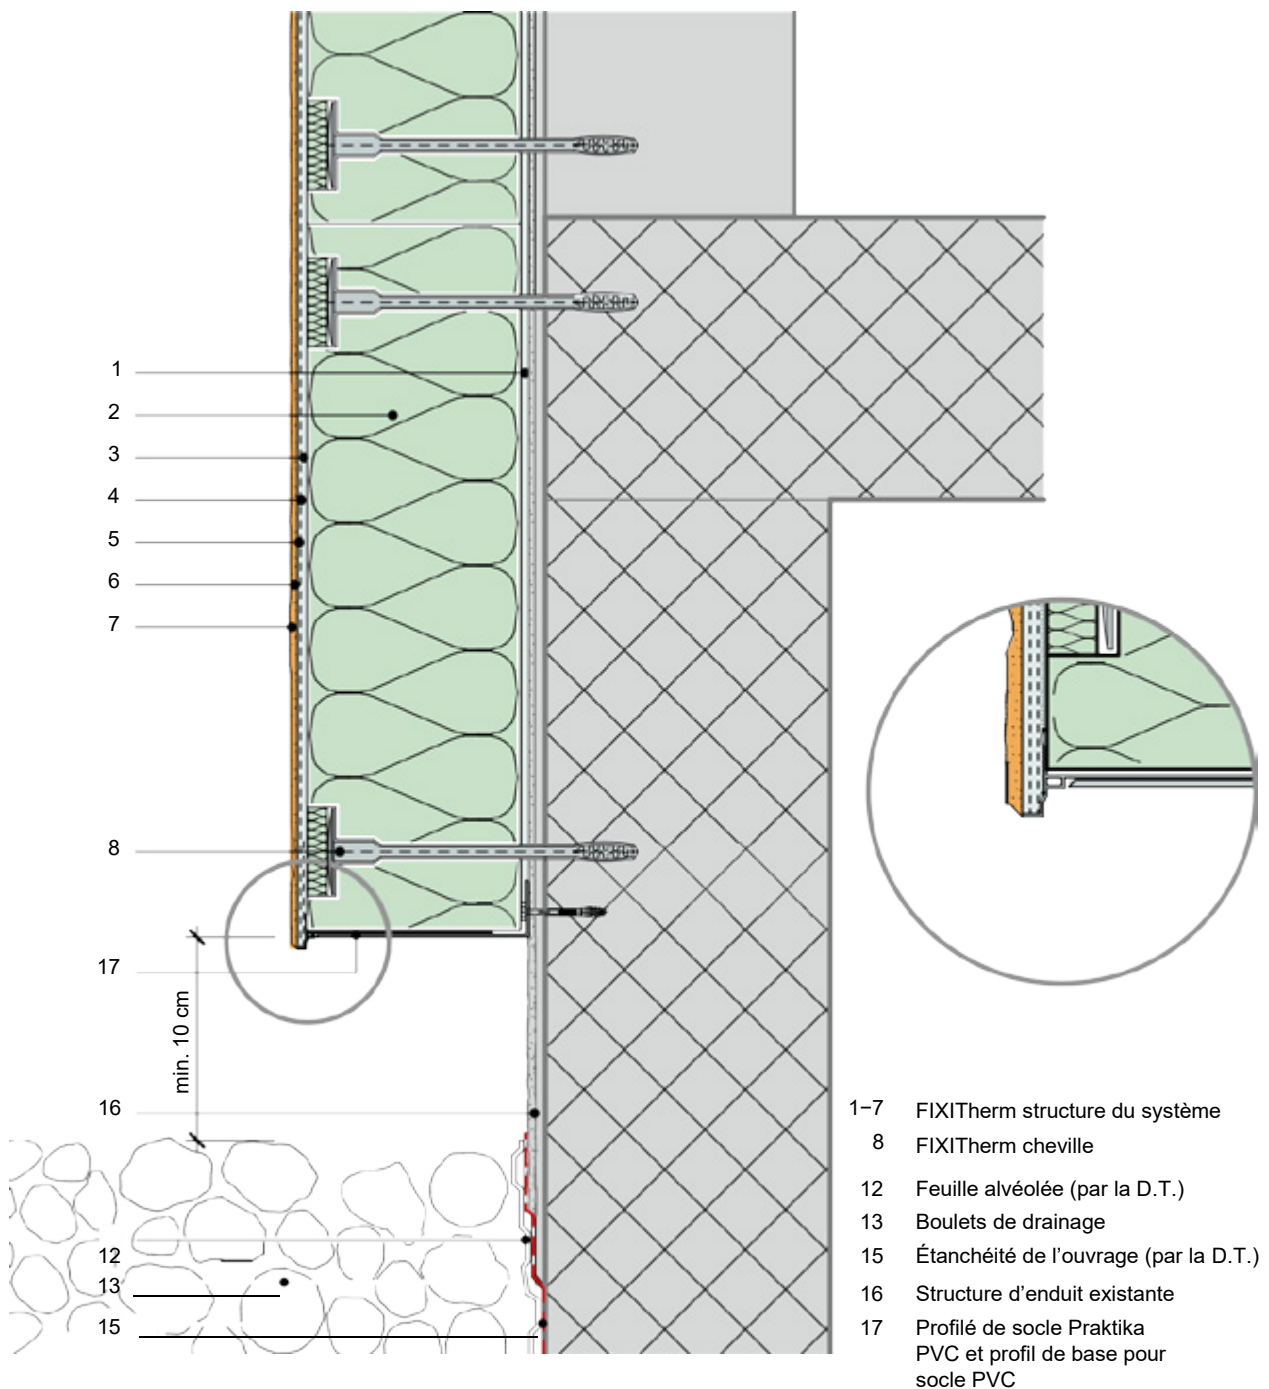 1
2
3
4
5
6
7
8
17
min. 10 cm
16
12
13
15
1–7 FIXITherm structure du système
8 FIXITherm cheville
12 Feuille alvéolée (par la D.T.)
13 Boulets de drainage
15 Étanchéité de l’ouvrage (par la D.T.)
16 Structure d’enduit existante
17 Profilé de socle Praktika
PVC et profil de base pour
socle PVC